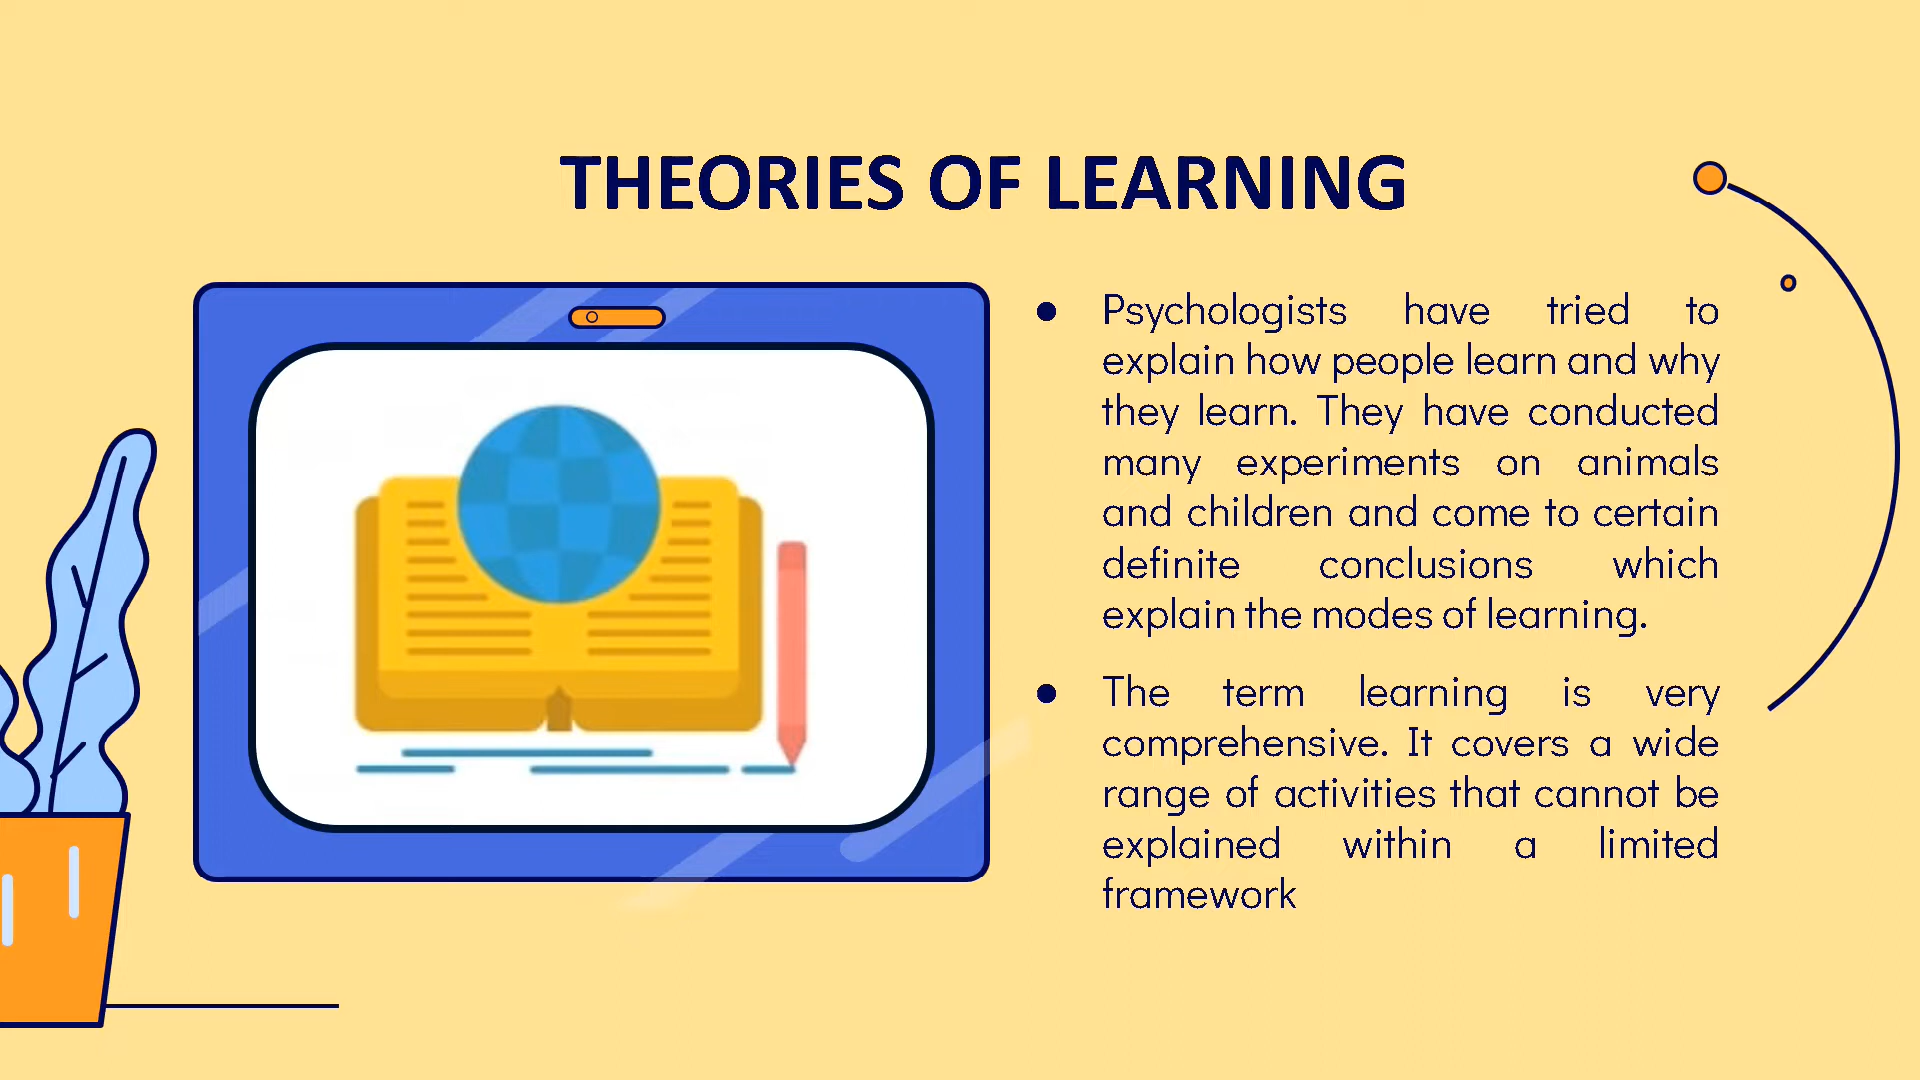 THEORIES OF LEARNING
● Psychologists have tried to
explain how people learn and why
they learn. They have conducted
many experiments on animals
and children and come to certain
definite conclusions which
explain the modes of learning.
● The term learning is very
comprehensive. It covers a wide
range of activities that cannot be
explained within a limited
framework